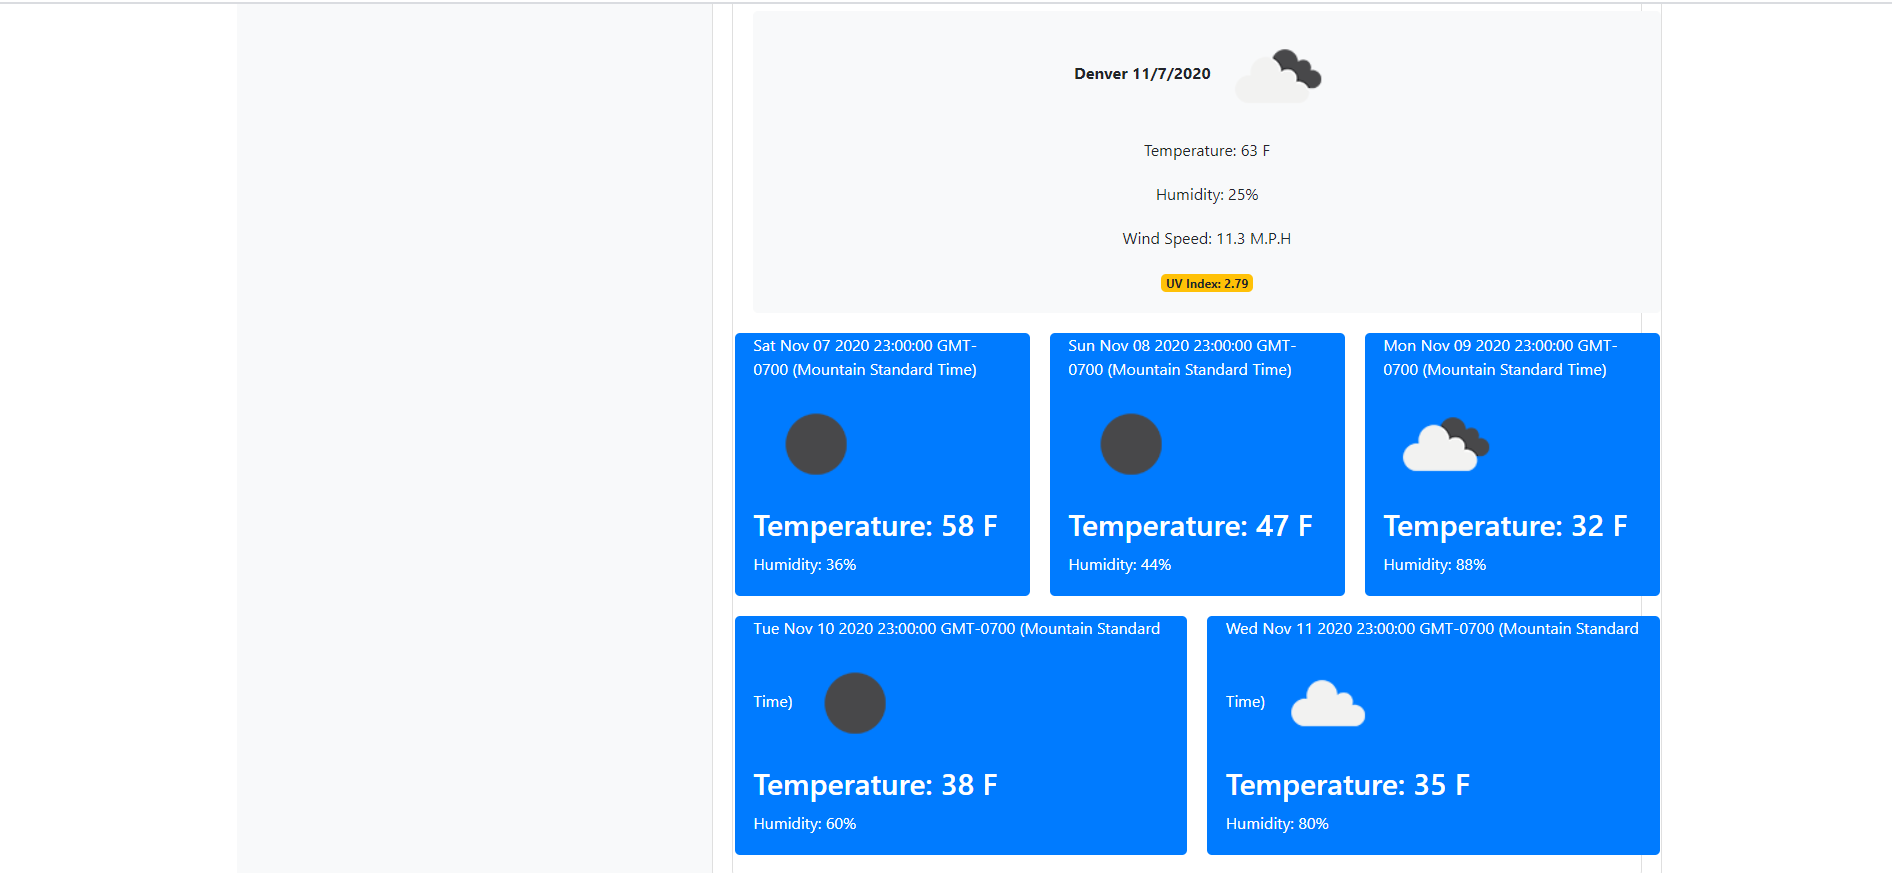 Denver 11/7/2020
Temperature: 63 F
Humidity: 25%
Wind Speed: 11.3 M.P.H
UV Index: 2.79
Sat Nov 07 2020 23:00:00 GMT-
0700 (Mountain Standard Time)
Temperature: 58 F
Humidity: 36%
Sun Nov 08 2020 23:00:00 GMT-
0700 (Mountain Standard Time)
Temperature: 47 F
Humidity: 44%
Mon Nov 09 2020 23:00:00 GMT-
0700 (Mountain Standard Time)
Temperature: 32 F
Humidity: 88%
Tue Nov 10 2020 23:00:00 GMT-0700 (Mountain Standard
Time)
Temperature: 38 F
Humidity: 60%
Wed Nov 11 2020 23:00:00 GMT-0700 (Mountain Standard
Time)
Temperature: 35 F
Humidity: 80%